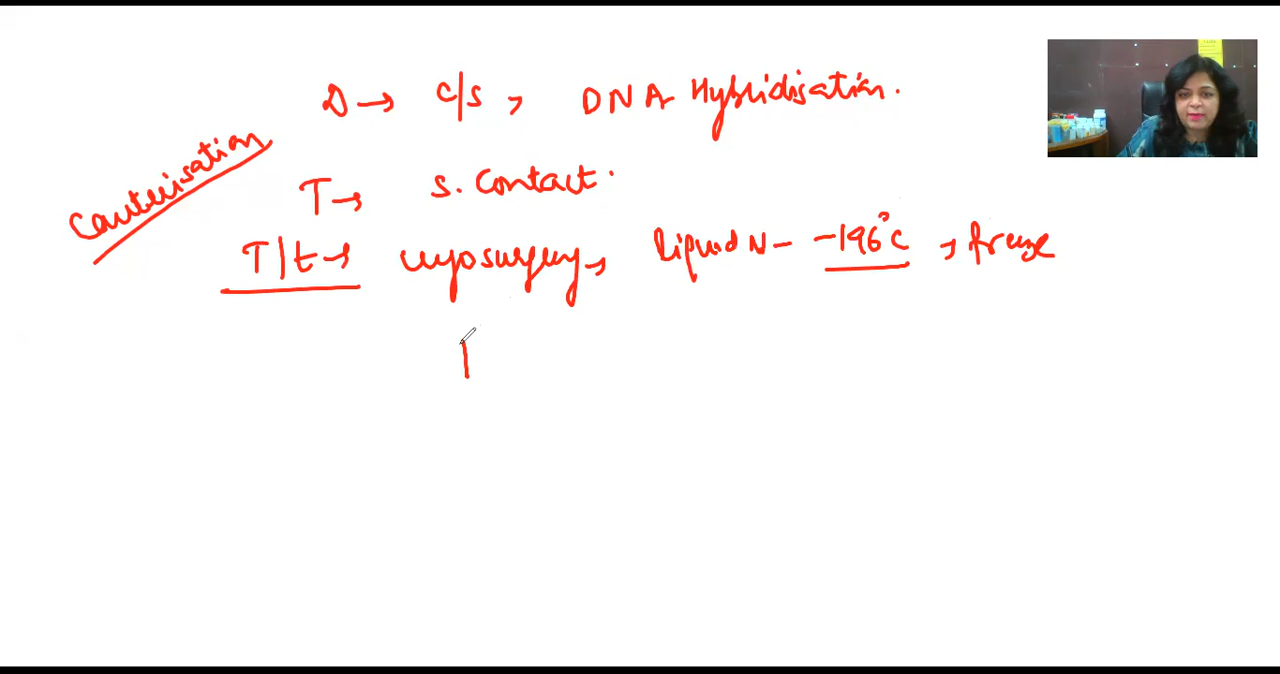 D → C/S, DNA Hybridisation.
Cauterisation
T → S. Contact.
T/t → cryosurgery, liquid N - -196°C, freeze